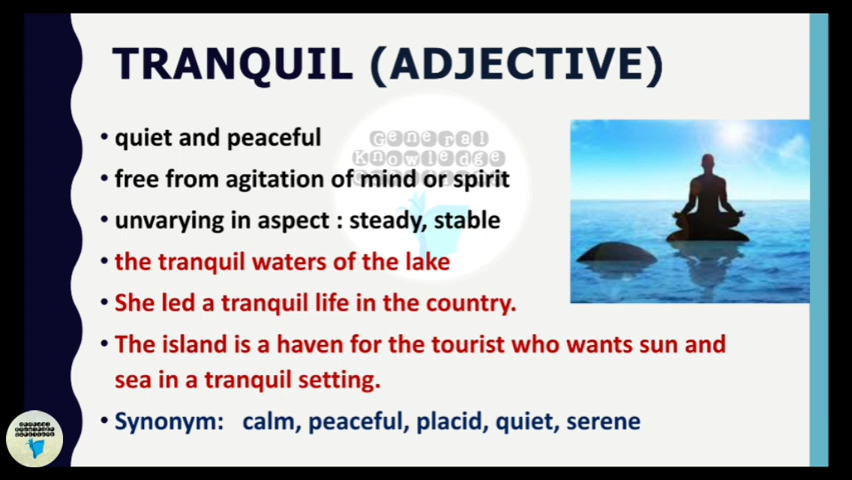 TRANQUIL (ADJECTIVE)
• quiet and peaceful
• free from agitation of mind or spirit
• unvarying in aspect : steady, stable
• the tranquil waters of the lake
• She led a tranquil life in the country.
• The island is a haven for the tourist who wants sun and
sea in a tranquil setting.
• Synonym: calm, peaceful, placid, quiet, serene
General
Knowledge